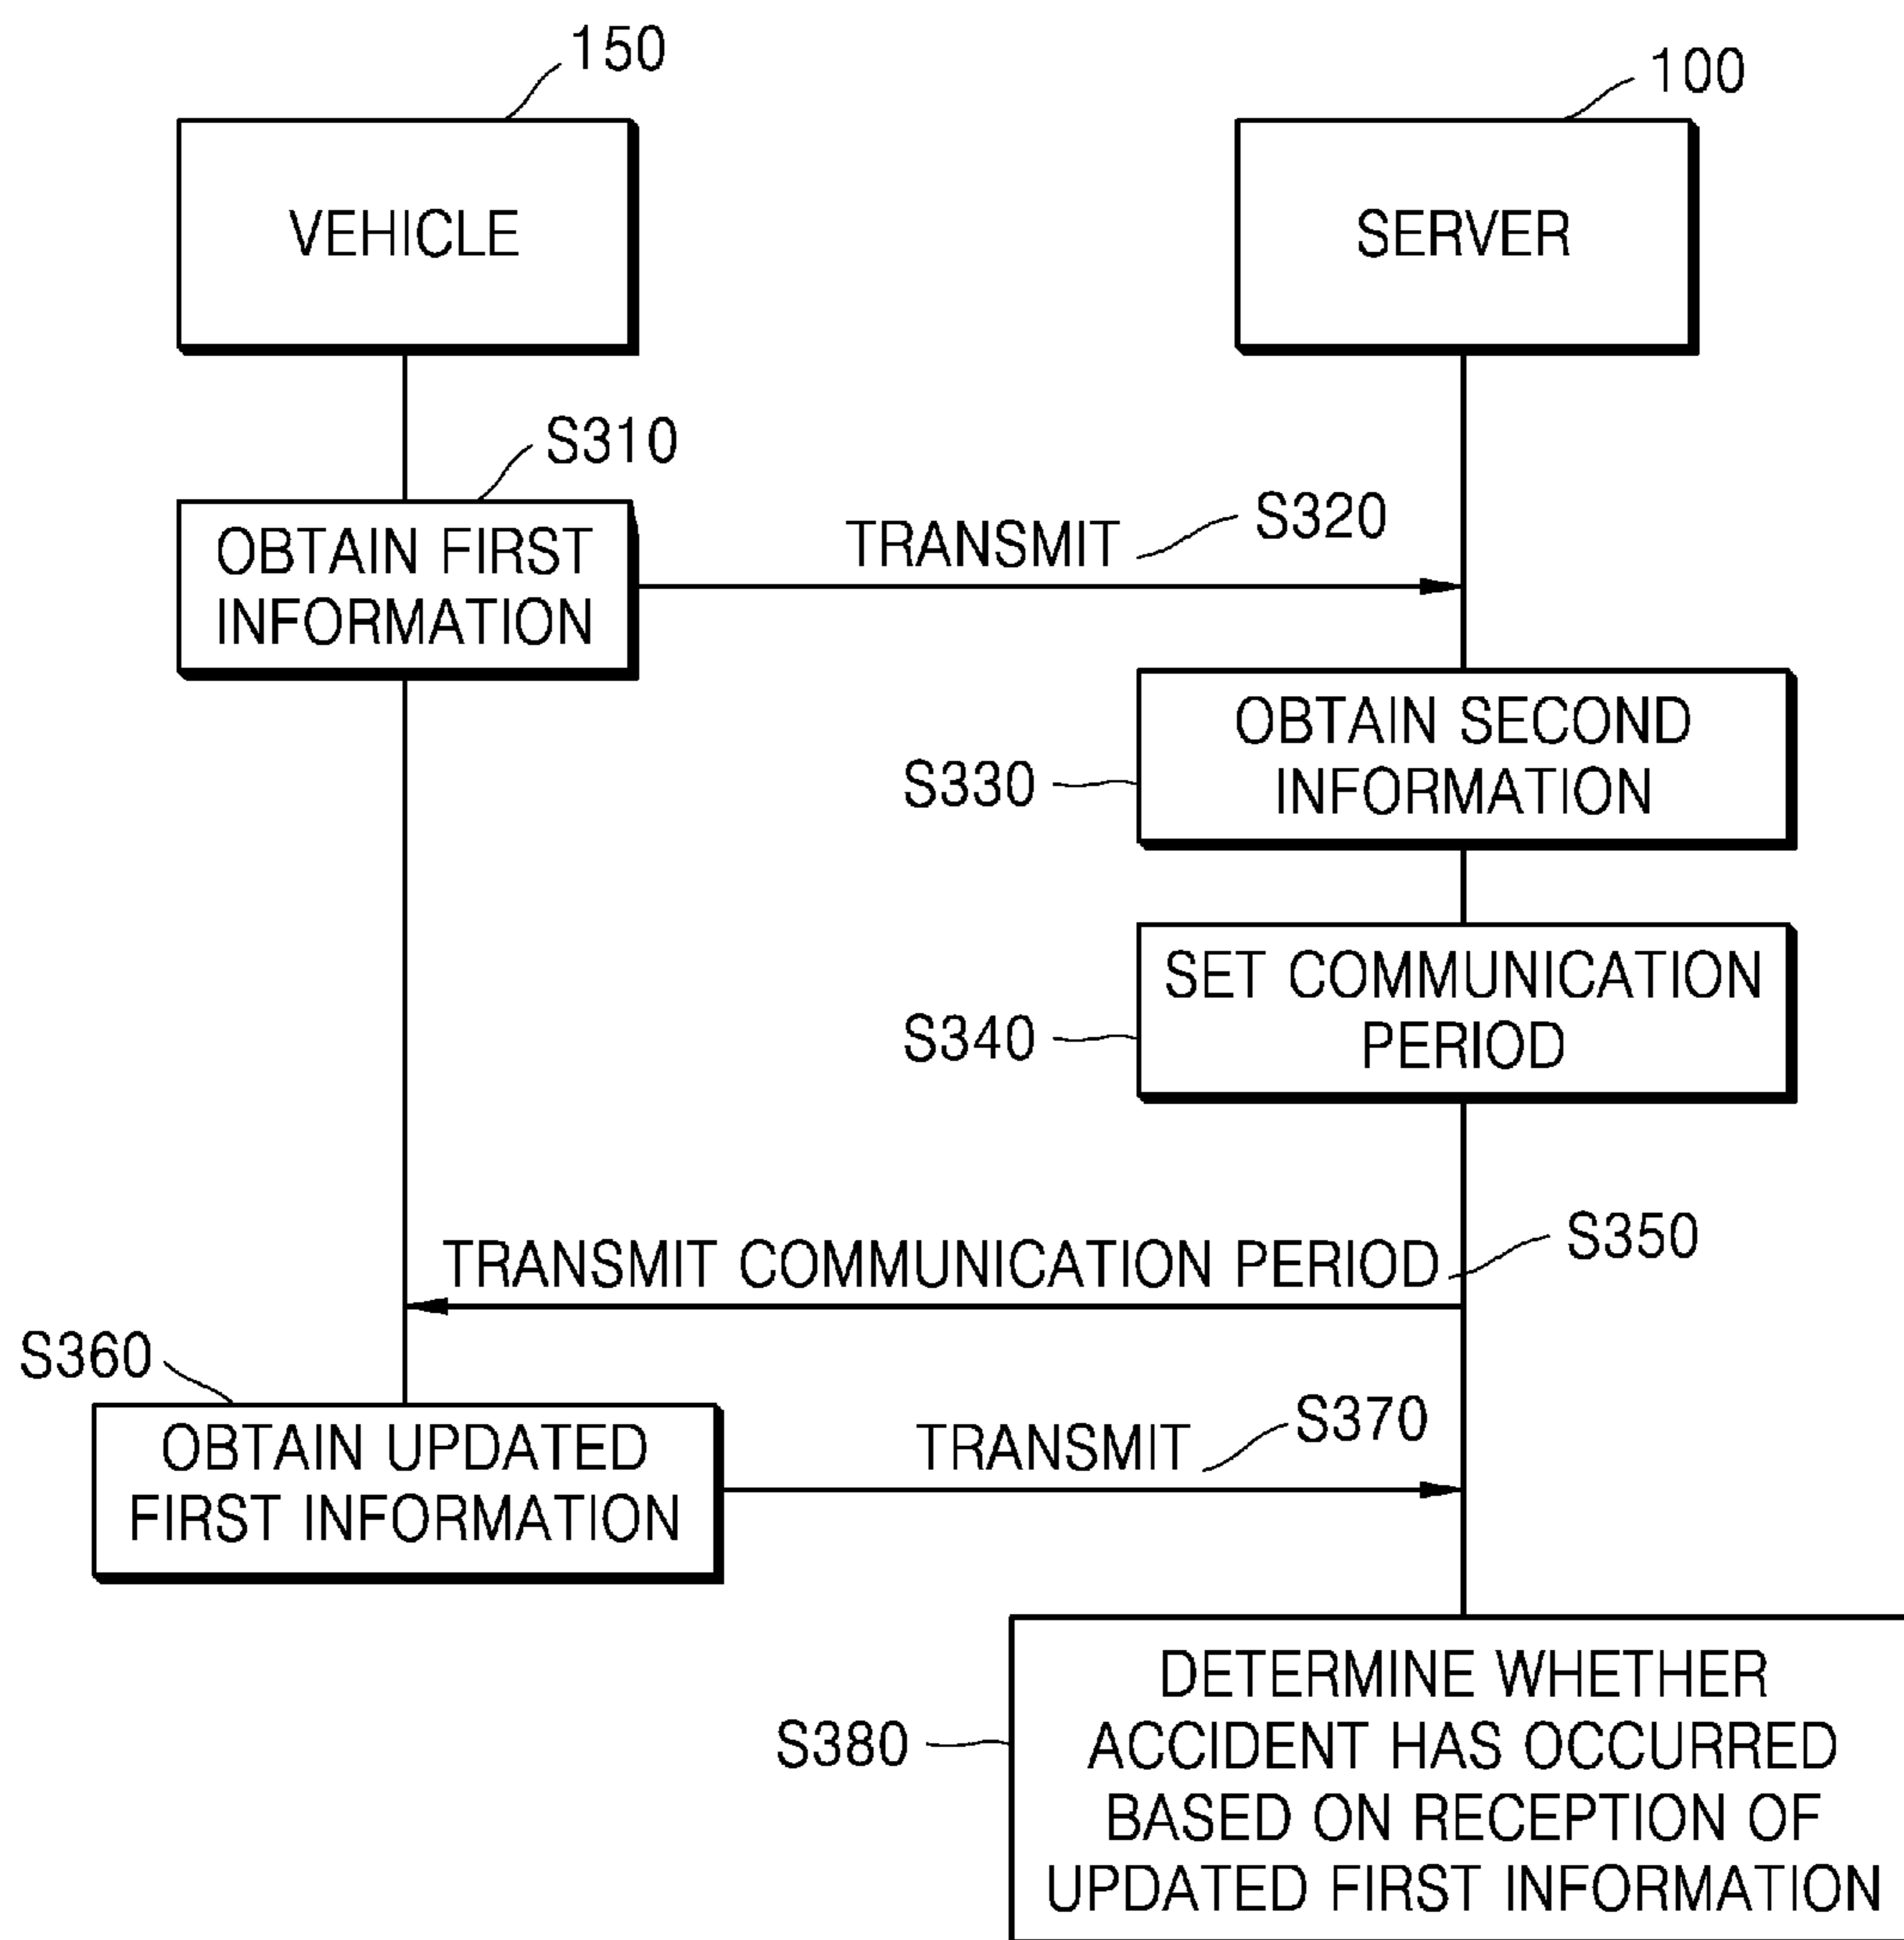 150
100
VEHICLE
SERVER
S310
OBTAIN FIRST
INFORMATION
TRANSMIT
S320
OBTAIN SECOND
INFORMATION
S330
SET COMMUNICATION
PERIOD
S340
TRANSMIT COMMUNICATION PERIOD
S350
S360
OBTAIN UPDATED
FIRST INFORMATION
TRANSMIT
S370
DETERMINE WHETHER
ACCIDENT HAS OCCURRED
BASED ON RECEPTION OF
UPDATED FIRST INFORMATION
S380